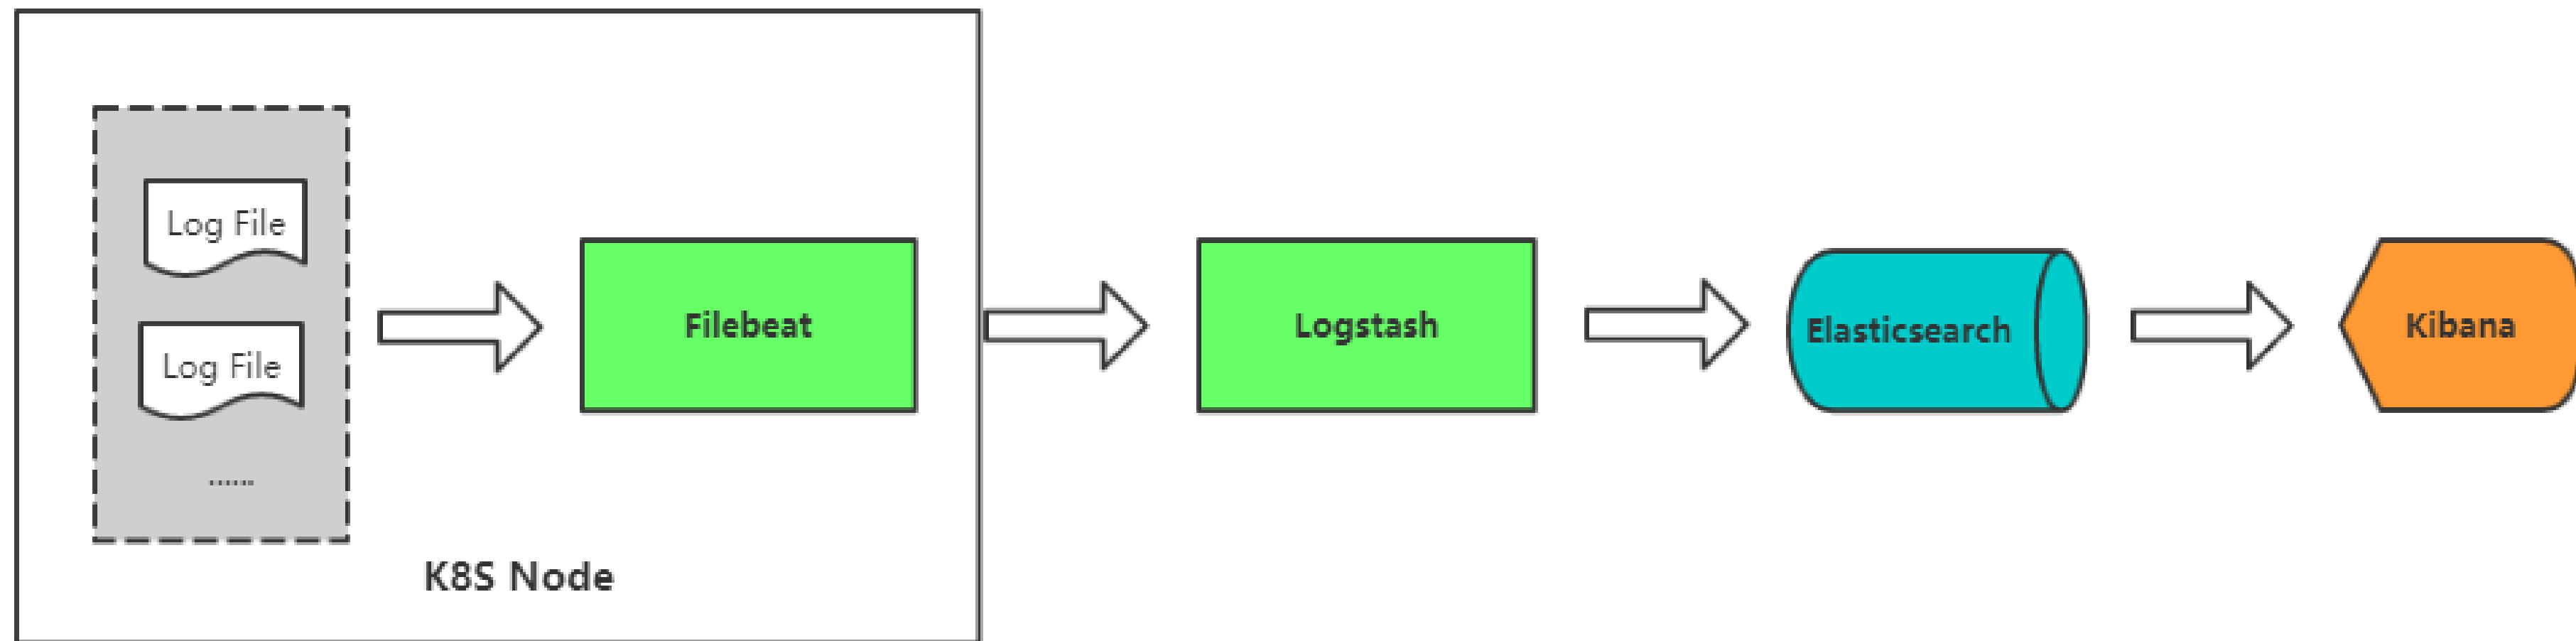 Log File
Log File
......
K8S Node
Filebeat
Logstash
Elasticsearch
Kibana